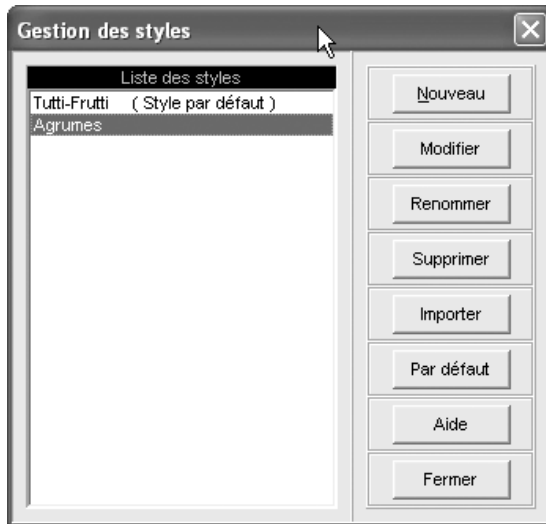 Gestion des styles
Liste des styles
Tutti-Frutti ( Style par défaut )
Agrumes
Nouveau
Modifier
Renommer
Supprimer
Importer
Par défaut
Aide
Fermer